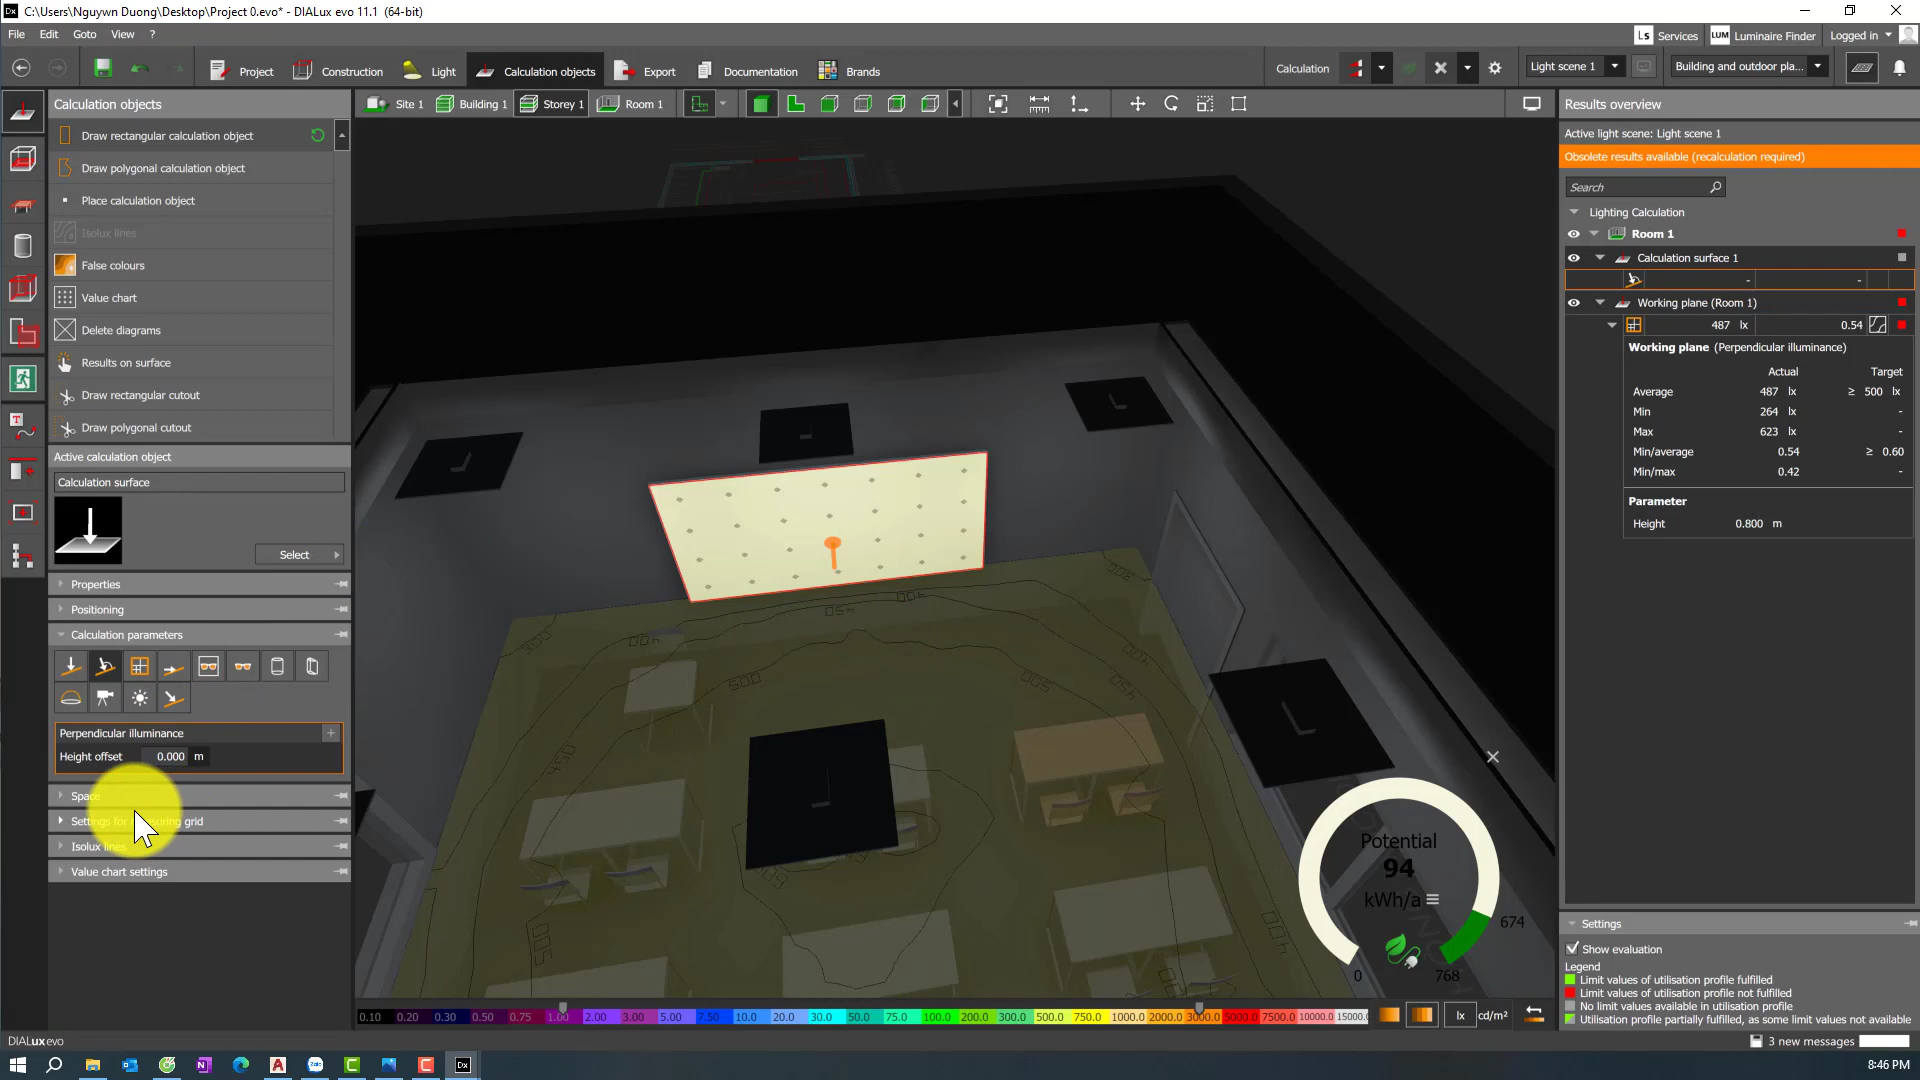 C:\Users\Nguywn Duong\Desktop\Project 0.evo* - DIALux evo 11.1 (64-bit)
File Edit Goto View ?
Services LUM Luminaire Finder Logged in
Project Construction Light Calculation objects Export Documentation Brands Calculation Light scene 1 Building and outdoor pla...
Calculation objects
Site 1 Building 1 Storey 1 Room 1
Draw rectangular calculation object
Draw polygonal calculation object
Place calculation object
Isolux lines
False colours
Value chart
Delete diagrams
Results on surface
Draw rectangular cutout
Draw polygonal cutout
Active calculation object
Calculation surface
Select
Properties
Positioning
Calculation parameters
Perpendicular illuminance
Height offset 0.000 m
Space
Settings for measuring grid
Isolux lines
Value chart settings
Potential
94
kWh/a
674
0 768
0.10 0.20 0.30 0.50 0.75 1.00 2.00 3.00 5.00 7.50 10.0 20.0 30.0 50.0 75.0 100.0 200.0 300.0 500.0 750.0 1000.0 2000.0 3000.0 5000.0 7500.0 10000.0 15000.0 lx cd/m²
Results overview
Active light scene: Light scene 1
Obsolete results available (recalculation required)
Search
Lighting Calculation
Room 1
Calculation surface 1
- -
Working plane (Room 1)
487 lx 0.54
Working plane (Perpendicular illuminance)
Actual Target
Average 487 lx ≥ 500 lx
Min 264 lx -
Max 623 lx -
Min/average 0.54 ≥ 0.60
Min/max 0.42 -
Parameter
Height 0.800 m
Settings
Show evaluation
Legend
Limit values of utilisation profile fulfilled
Limit values of utilisation profile not fulfilled
No limit values available in utilisation profile
Utilisation profile partially fulfilled, as some limit values not available
DIALux evo
3 new messages
8:46 PM